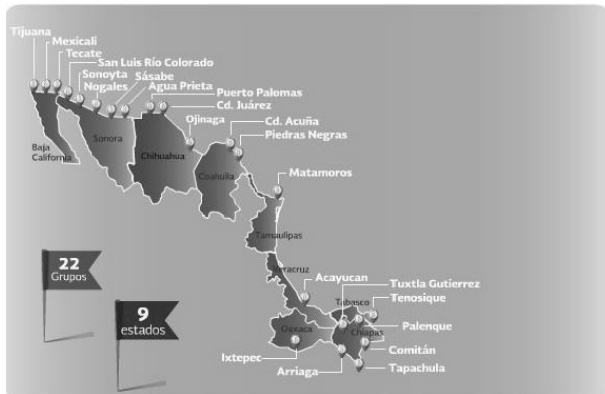 Tijuana
Mexicali
Tecate
San Luis Río Colorado
Sonoyta
Sásabe
Nogales
Agua Prieta
Puerto Palomas
Cd. Juárez
Ojinaga
Cd. Acuña
Piedras Negras
Sonora
Baja
California
Chihuahua
Coahuila
Matamoros
Tamaulipas
22
Grupos
9
estados
Veracruz
Acayucan
Tuxtla Gutierrez
Tabasco
Tenosique
Oaxaca
Chiapas
Palenque
Ixtepec
Comitán
Arriaga
Tapachula